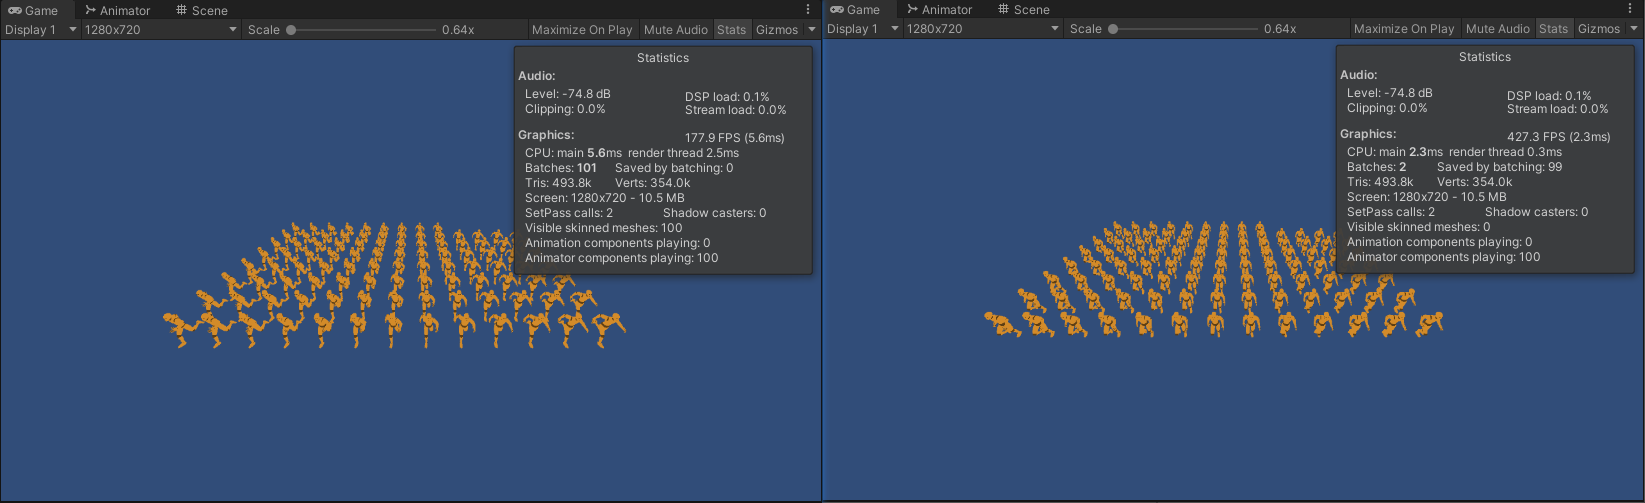 Game Animator Scene
Display 1 1280x720 Scale 0.64x Maximize On Play Mute Audio Stats Gizmos
Statistics
Audio:
Level: -74.8 dB DSP load: 0.1%
Clipping: 0.0% Stream load: 0.0%
Graphics: 177.9 FPS (5.6ms)
CPU: main 5.6ms render thread 2.5ms
Batches: 101 Saved by batching: 0
Tris: 493.8k Verts: 354.0k
Screen: 1280x720 - 10.5 MB
SetPass calls: 2 Shadow casters: 0
Visible skinned meshes: 100
Animation components playing: 0
Animator components playing: 100
Game Animator Scene
Display 1 1280x720 Scale 0.64x Maximize On Play Mute Audio Stats Gizmos
Statistics
Audio:
Level: -74.8 dB DSP load: 0.1%
Clipping: 0.0% Stream load: 0.0%
Graphics: 427.3 FPS (2.3ms)
CPU: main 2.3ms render thread 0.3ms
Batches: 2 Saved by batching: 99
Tris: 493.8k Verts: 354.0k
Screen: 1280x720 - 10.5 MB
SetPass calls: 2 Shadow casters: 0
Visible skinned meshes: 0
Animation components playing: 0
Animator components playing: 100